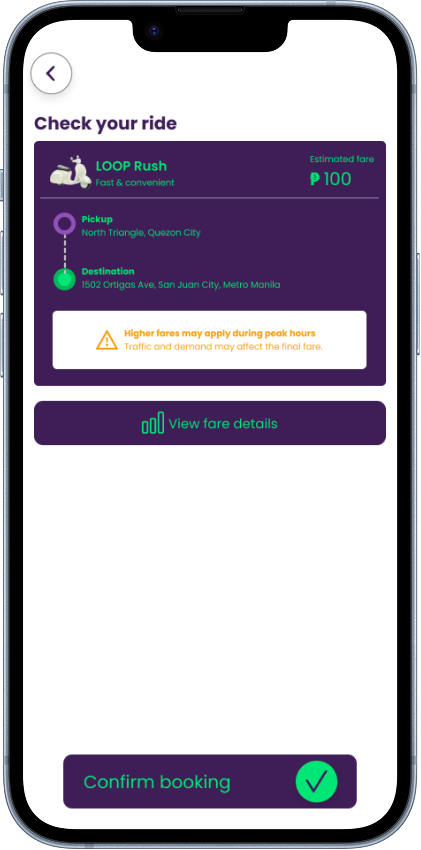 Check your ride
LOOP Rush
Fast & convenient
Estimated fare
₱ 100
Pickup
North Triangle, Quezon City
Destination
1502 Ortigas Ave, San Juan City, Metro Manila
Higher fares may apply during peak hours
Traffic and demand may affect the final fare.
View fare details
Confirm booking